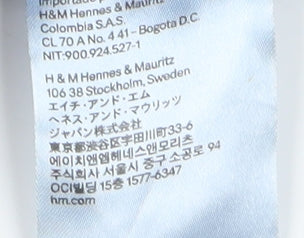 Importado p
H&M Hennes & Mauritz
Colombia S.A.S.
CL 70 A No. 4 41 - Bogota D.C.
NIT:900.924.527-1
H & M Hennes & Mauritz
106 38 Stockholm, Sweden
エイチ・アンド・エム
ヘネス・アンド・マウリッツ
ジャパン株式会社
東京都渋谷区宇田川町33-6
에이치앤엠헤네스앤모리츠
주식회사 서울시 중구 소공로 94
OCI빌딩 15층 1577-6347
hm.com